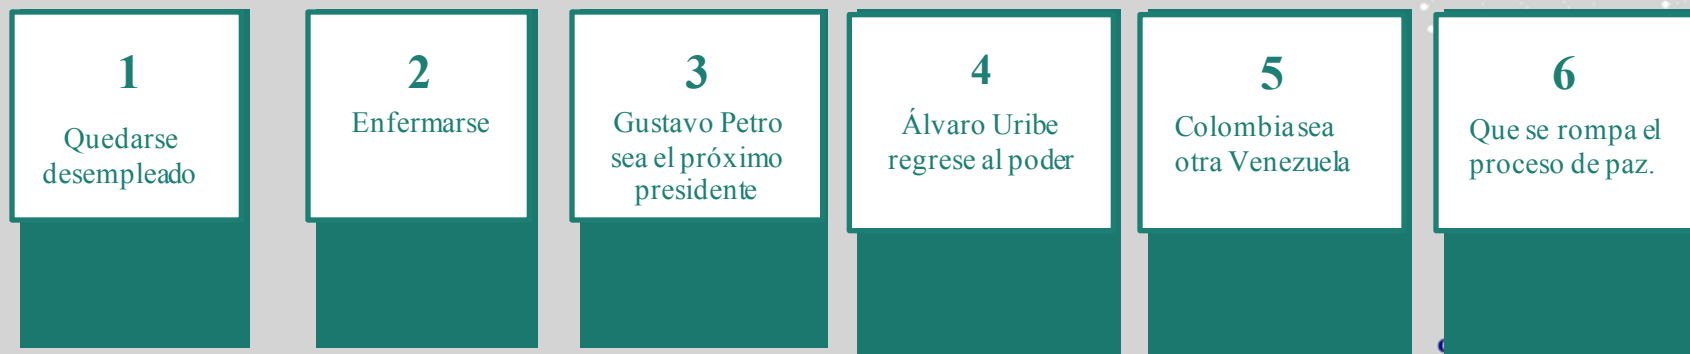 1
Quedarse
desempleado
2
Enfermarse
3
Gustavo Petro
sea el próximo
presidente
4
Álvaro Uribe
regrese al poder
5
Colombia sea
otra Venezuela
6
Que se rompa el
proceso de paz.